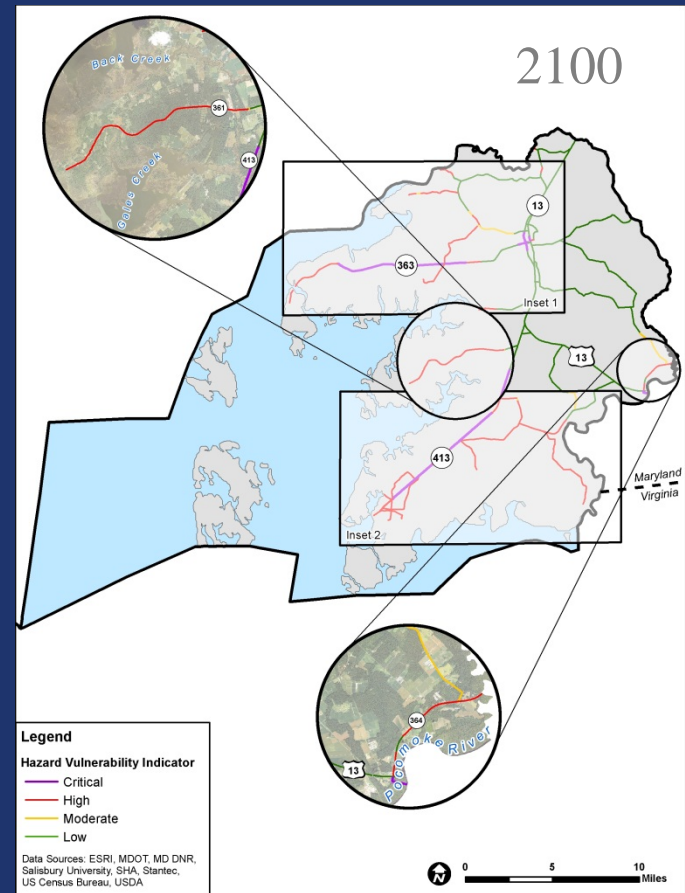 2100
Back Creek
361
413
Gales Creek
13
363
Inset 1
13
413
Maryland
Virginia
Inset 2
364
13
Pocomoke River
Legend
Hazard Vulnerability Indicator
Critical
High
Moderate
Low
Data Sources: ESRI, MDOT, MD DNR,
Salisbury University, SHA, Stantec,
US Census Bureau, USDA
N
0 5 10
Miles